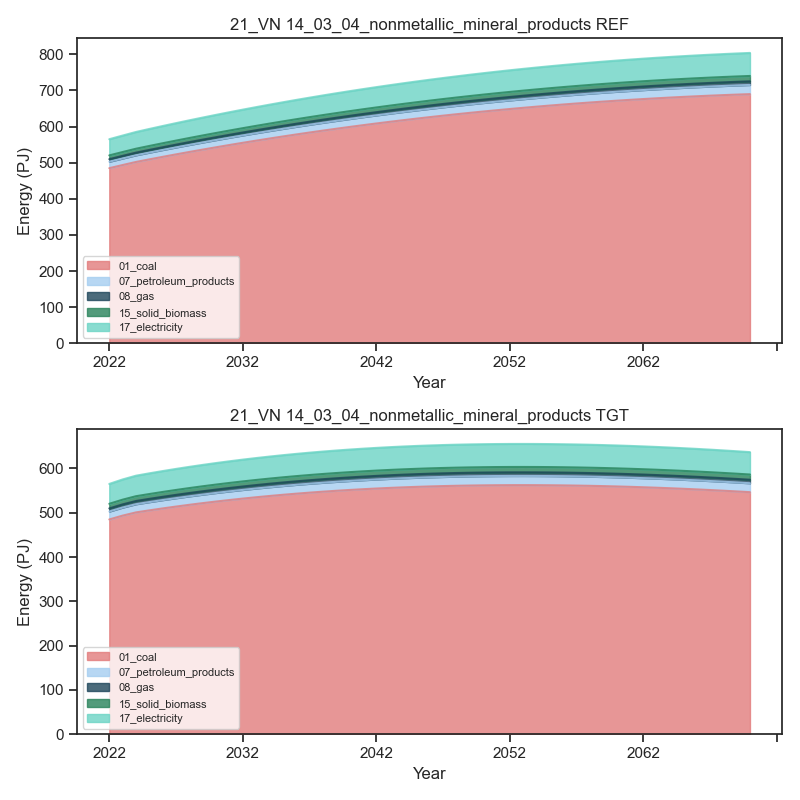 21_VN 14_03_04_nonmetallic_mineral_products REF
800
700
600
500
400
300
200
100
0
Energy (PJ)
01_coal
07_petroleum_products
08_gas
15_solid_biomass
17_electricity
2022 2032 2042 2052 2062
Year
21_VN 14_03_04_nonmetallic_mineral_products TGT
600
500
400
300
200
100
0
Energy (PJ)
01_coal
07_petroleum_products
08_gas
15_solid_biomass
17_electricity
2022 2032 2042 2052 2062
Year